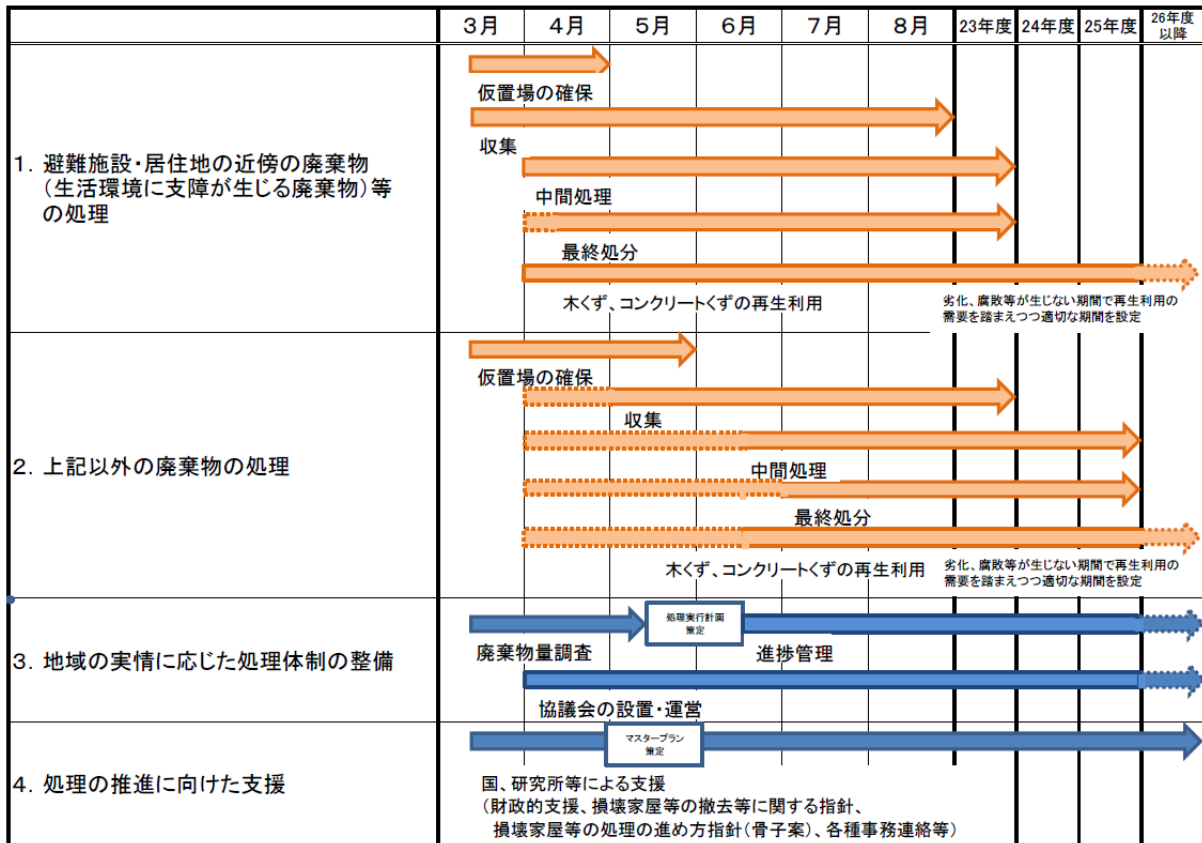 3月 4月 5月 6月 7月 8月 23年度 24年度 25年度 26年度
以降
1．避難施設・居住地の近傍の廃棄物
（生活環境に支障が生じる廃棄物）等
の処理
仮置場の確保
収集
中間処理
最終処分
木くず、コンクリートくずの再生利用
劣化、腐敗等が生じない期間で再生利用の
需要を踏まえつつ適切な期間を設定
2．上記以外の廃棄物の処理
仮置場の確保
収集
中間処理
最終処分
木くず、コンクリートくずの再生利用
劣化、腐敗等が生じない期間で再生利用の
需要を踏まえつつ適切な期間を設定
3．地域の実情に応じた処理体制の整備
処理実行計画
策定
廃棄物量調査
進捗管理
協議会の設置・運営
4．処理の推進に向けた支援
マスタープラン
策定
国、研究所等による支援
（財政的支援、損壊家屋等の撤去等に関する指針、
損壊家屋等の処理の進め方指針（骨子案）、各種事務連絡等）